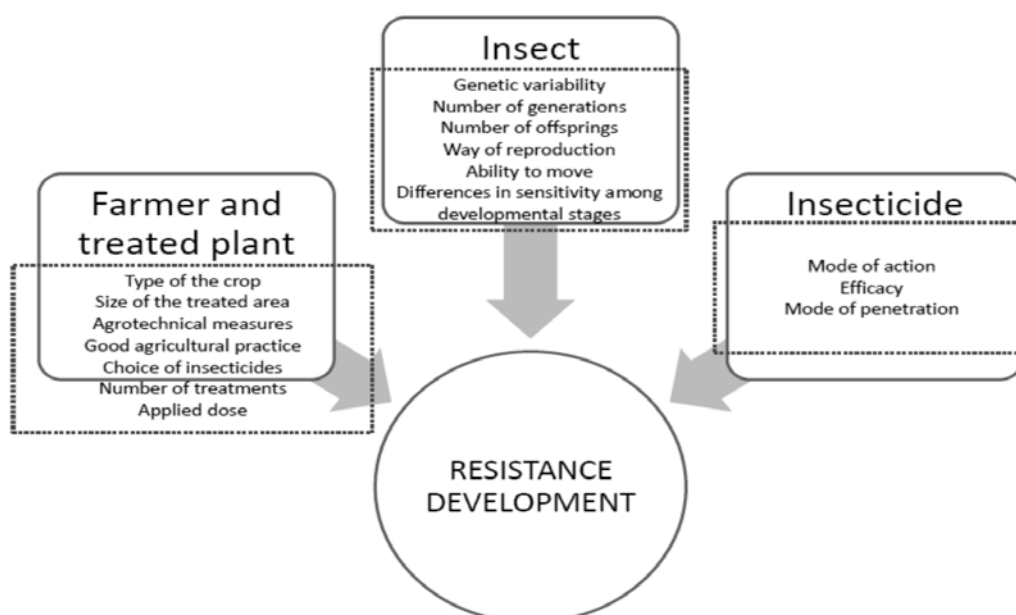 Insect
Genetic variability
Number of generations
Number of offsprings
Way of reproduction
Ability to move
Differences in sensitivity among
developmental stages
Farmer and
treated plant
Type of the crop
Size of the treated area
Agrotechnical measures
Good agricultural practice
Choice of insecticides
Number of treatments
Applied dose
Insecticide
Mode of action
Efficacy
Mode of penetration
RESISTANCE
DEVELOPMENT